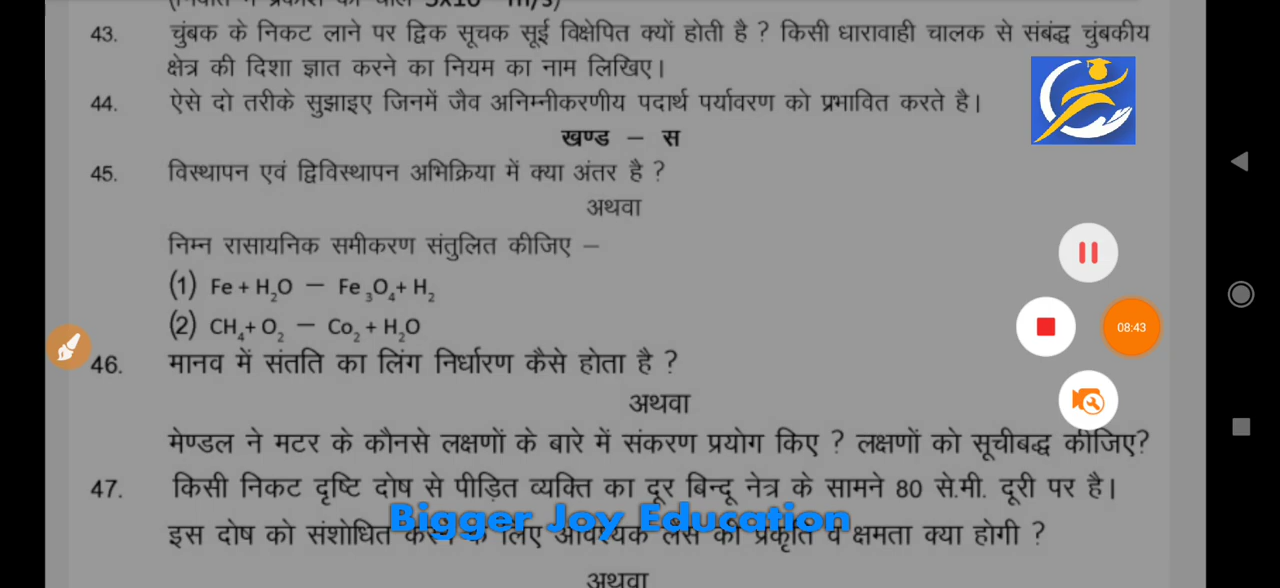 (निर्वात में प्रकाश की चाल 3x10 m/s)
43. चुंबक के निकट लाने पर द्विक सूचक सूई विक्षेपित क्यों होती है ? किसी धारावाही चालक से संबंद्ध चुंबकीय
क्षेत्र की दिशा ज्ञात करने का नियम का नाम लिखिए।
44. ऐसे दो तरीके सुझाइए जिनमें जैव अनिम्नीकरणीय पदार्थ पर्यावरण को प्रभावित करते है।
खण्ड – स
45. विस्थापन एवं द्विविस्थापन अभिक्रिया में क्या अंतर है ?
अथवा
निम्न रासायनिक समीकरण संतुलित कीजिए –
(1) Fe + H₂O – Fe₃O₄+ H₂
(2) CH₄+ O₂ – Co₂ + H₂O
08:43
46. मानव में संतति का लिंग निर्धारण कैसे होता है ?
अथवा
मेण्डल ने मटर के कौनसे लक्षणों के बारे में संकरण प्रयोग किए ? लक्षणों को सूचीबद्ध कीजिए?
47. किसी निकट दृष्टि दोष से पीड़ित व्यक्ति का दूर बिन्दू नेत्र के सामने 80 से.मी. दूरी पर है।
Bigger Joy Education
इस दोष को संशोधित करने के लिए आवश्यक लेंस की प्रकृति व क्षमता क्या होगी ?
अथवा